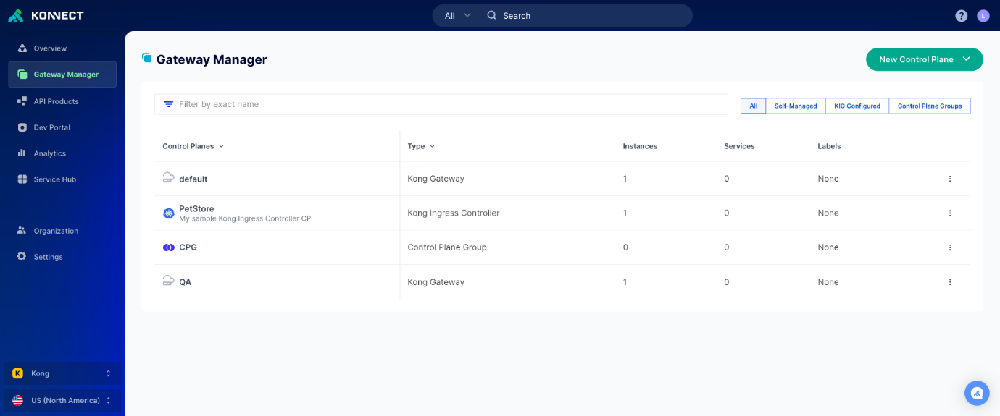 KONNECT
All
Search
?
L
Overview
Gateway Manager
API Products
Dev Portal
Analytics
Service Hub
Organization
Settings
K Kong
US (North America)
Gateway Manager
New Control Plane
Filter by exact name
All Self-Managed KIC Configured Control Plane Groups
Control Planes Type Instances Services Labels
default Kong Gateway 1 0 None
PetStore
My sample Kong Ingress Controller CP
Kong Ingress Controller 1 0 None
CPG Control Plane Group 0 0 None
QA Kong Gateway 1 0 None